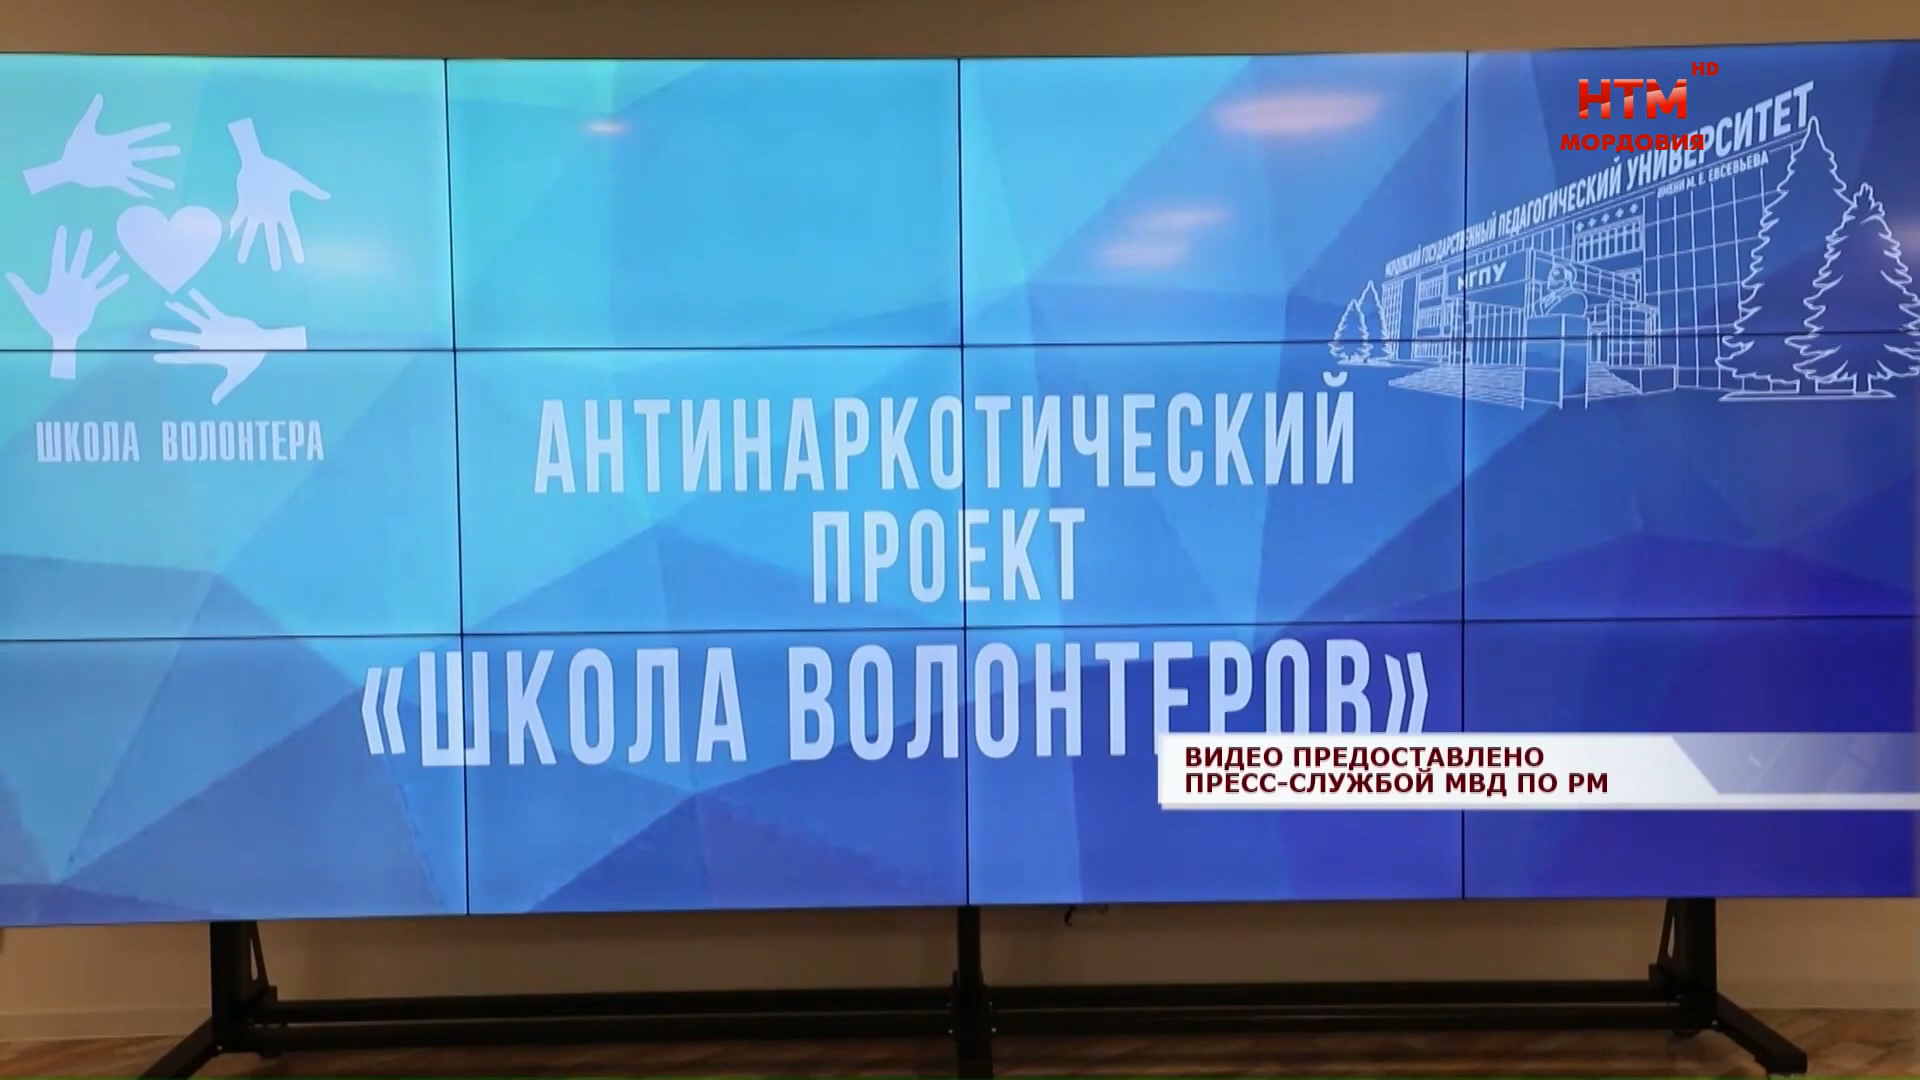 НТМ HD
МОРДОВИЯ
МОРДОВСКИЙ ГОСУДАРСТВЕННЫЙ ПЕДАГОГИЧЕСКИЙ УНИВЕРСИТЕТ
ИМЕНИ М. Е. ЕВСЕВЬЕВА
МГПУ
ШКОЛА ВОЛОНТЕРА
АНТИНАРКОТИЧЕСКИЙ
ПРОЕКТ
«ШКОЛА ВОЛОНТЕРОВ»
ВИДЕО ПРЕДОСТАВЛЕНО
ПРЕСС-СЛУЖБОЙ МВД ПО РМ